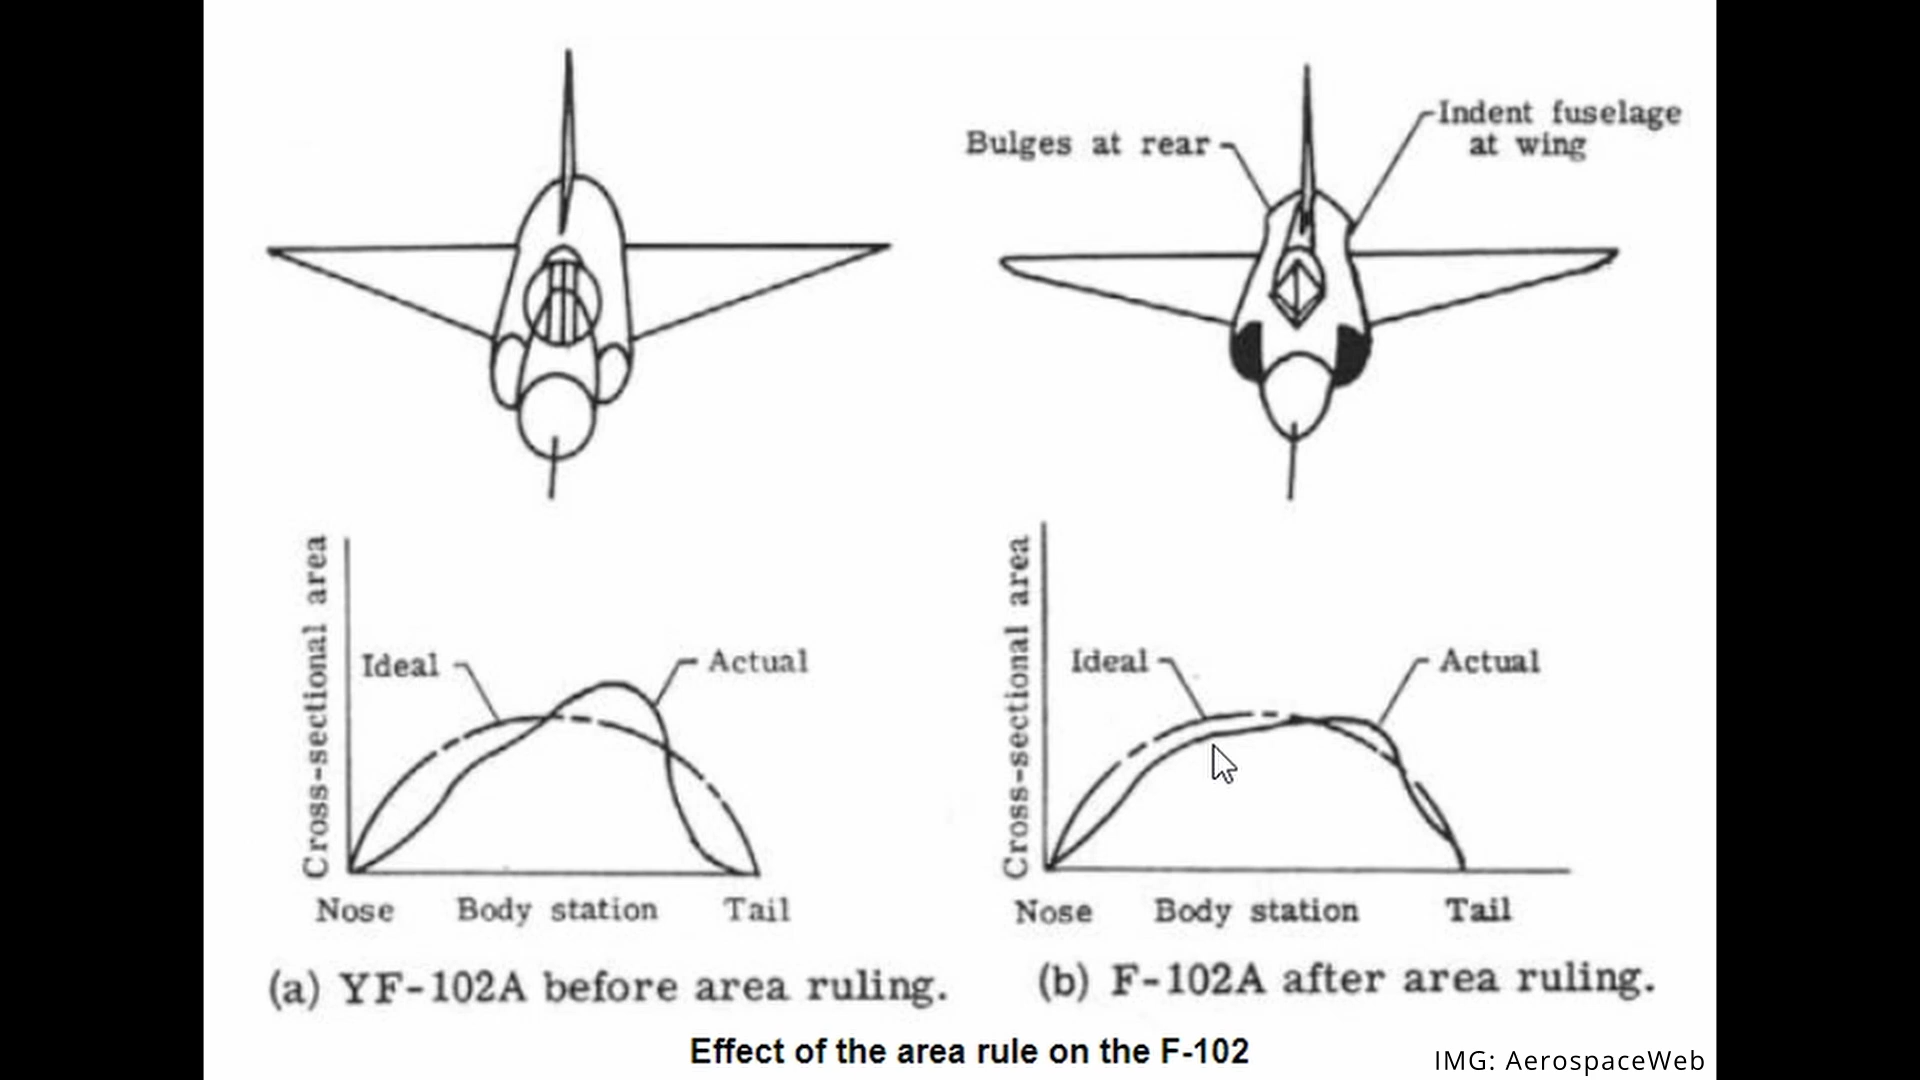 Bulges at rear
Indent fuselage
at wing
Cross-sectional area
Ideal
Actual
Nose Body station Tail
Cross-sectional area
Ideal
Actual
Nose Body station Tail
(a) YF-102A before area ruling.
(b) F-102A after area ruling.
Effect of the area rule on the F-102
IMG: AerospaceWeb